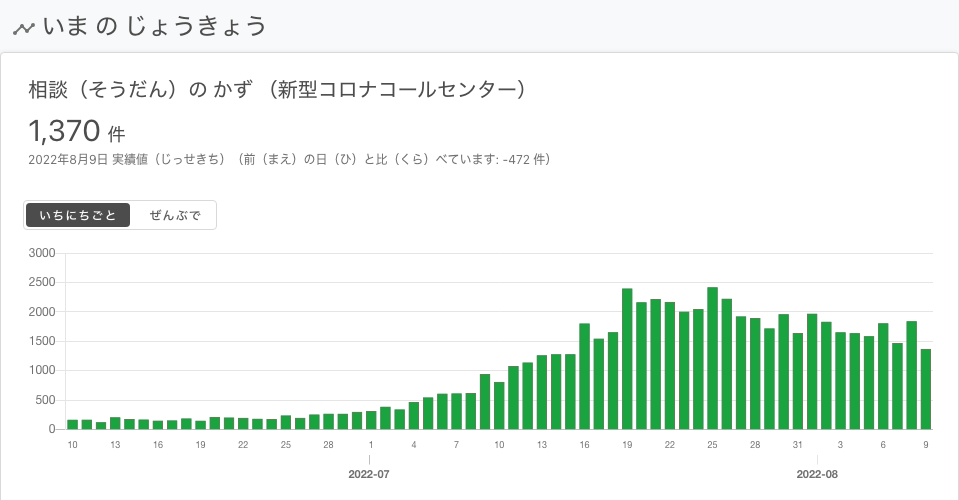 いま の じょうきょう
相談（そうだん）の かず （新型コロナコールセンター）
1,370 件
2022年8月9日 実績値（じっせきち）（前（まえ）の日（ひ）と比（くら）べています: -472 件）
いちにちごと ぜんぶで
3000
2500
2000
1500
1000
500
0
10 13 16 19 22 25 28 1 4 7 10 13 16 19 22 25 28 31 3 6 9
2022-07 2022-08